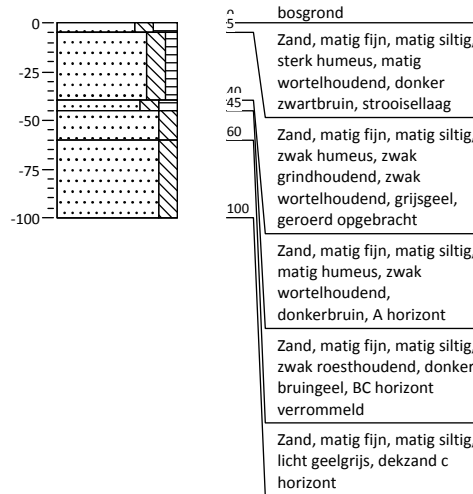 0
-25
-50
-75
-100
0
5
40
45
60
100
bosgrond
Zand, matig fijn, matig siltig,
sterk humeus, matig
wortelhoudend, donker
zwartbruin, strooisellaag
Zand, matig fijn, matig siltig,
zwak humeus, zwak
grindhoudend, zwak
wortelhoudend, grijsgeel,
geroerd opgebracht
Zand, matig fijn, matig siltig,
matig humeus, zwak
wortelhoudend,
donkerbruin, A horizont
Zand, matig fijn, matig siltig,
zwak roesthoudend, donker
bruingeel, BC horizont
verrommeld
Zand, matig fijn, matig siltig,
licht geelgrijs, dekzand c
horizont